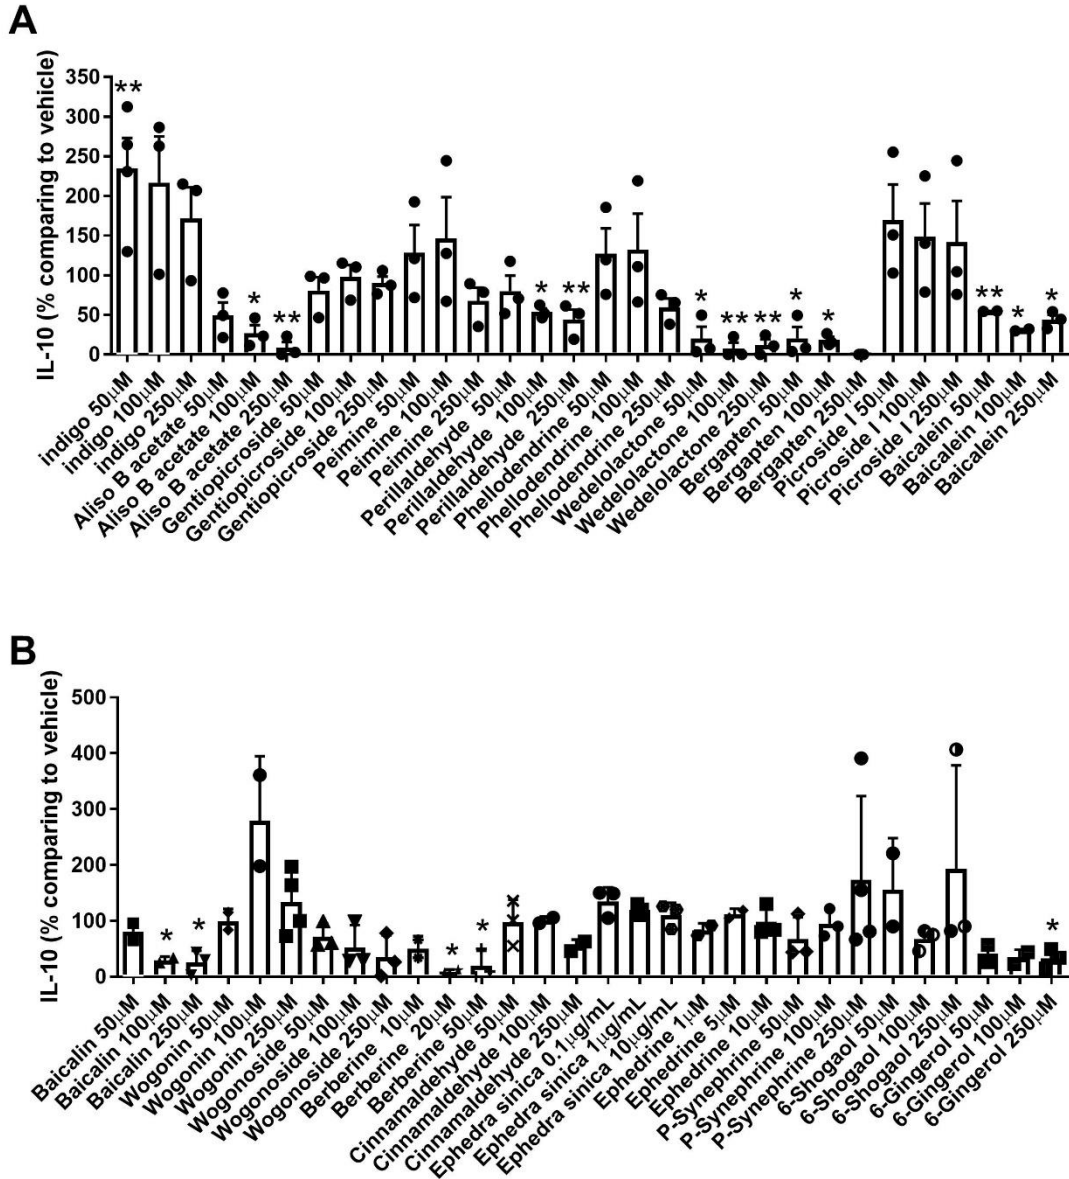 A
IL-10 (% comparing to vehicle)
350
300
250
200
150
100
50
0
**
*
**
*
**
*
**
**
*
*
**
*
*
indigo 50μM
indigo 100μM
indigo 250μM
Aliso B acetate 50μM
Aliso B acetate 100μM
Aliso B acetate 250μM
Gentiopicroside 50μM
Gentiopicroside 100μM
Gentiopicroside 250μM
Peimine 50μM
Peimine 100μM
Peimine 250μM
Perillaldehyde 50μM
Perillaldehyde 100μM
Perillaldehyde 250μM
Phellodendrine 50μM
Phellodendrine 100μM
Phellodendrine 250μM
Wedelolactone 50μM
Wedelolactone 100μM
Wedelolactone 250μM
Bergapten 50μM
Bergapten 100μM
Bergapten 250μM
Picroside I 50μM
Picroside I 100μM
Picroside I 250μM
Baicalein 50μM
Baicalein 100μM
Baicalein 250μM
B
IL-10 (% comparing to vehicle)
500
400
300
200
100
0
*
*
*
*
*
Baicalin 50μM
Baicalin 100μM
Baicalin 250μM
Wogonin 50μM
Wogonin 100μM
Wogonin 250μM
Wogonoside 50μM
Wogonoside 100μM
Wogonoside 250μM
Berberine 10μM
Berberine 20μM
Berberine 50μM
Cinnamaldehyde 50μM
Cinnamaldehyde 100μM
Cinnamaldehyde 250μM
Ephedra sinica 0.1μg/mL
Ephedra sinica 1μg/mL
Ephedra sinica 10μg/mL
Ephedrine 1μM
Ephedrine 5μM
Ephedrine 10μM
P-Synephrine 50μM
P-Synephrine 100μM
P-Synephrine 250μM
6-Shogaol 50μM
6-Shogaol 100μM
6-Shogaol 250μM
6-Gingerol 50μM
6-Gingerol 100μM
6-Gingerol 250μM